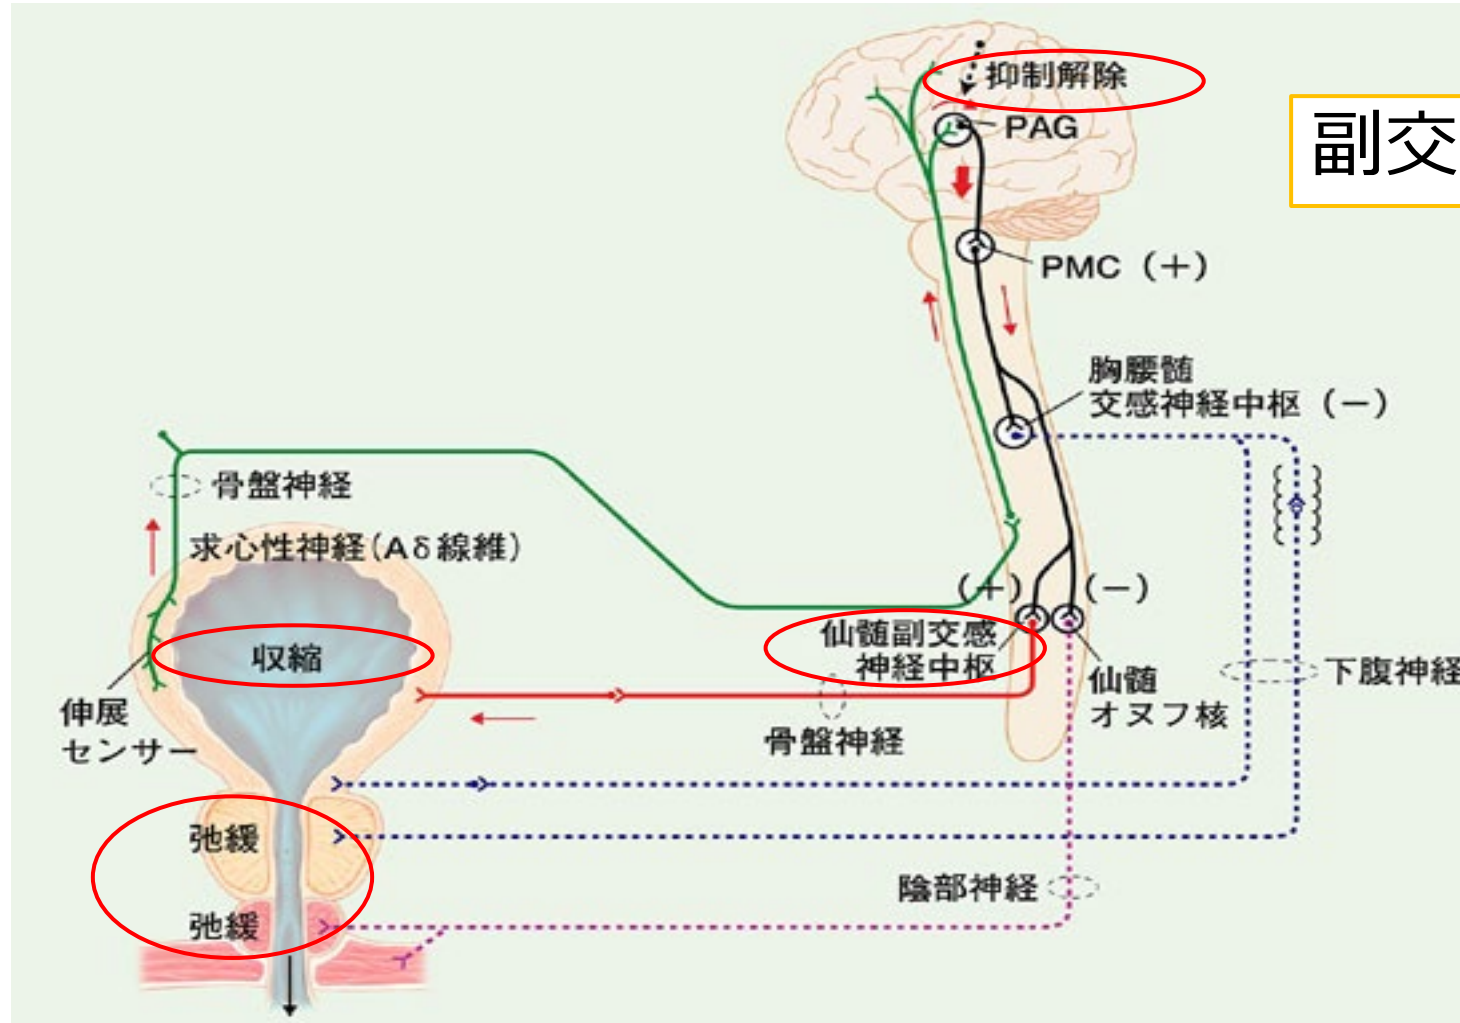 抑制解除
PAG
副交
PMC（+）
胸腰髄
交感神経中枢（−）
骨盤神経
求心性神経（Aδ線維）
(+)
(−)
収縮
仙髄副交感
神経中枢
仙髄
オヌフ核
下腹神経
伸展
センサー
骨盤神経
弛緩
陰部神経
弛緩